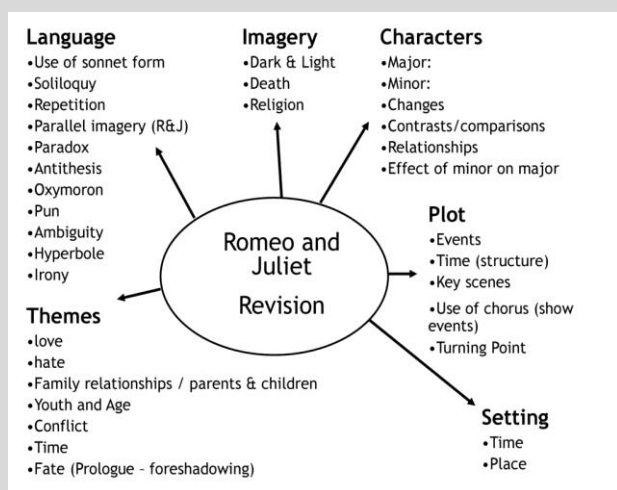 Language
•Use of sonnet form
•Soliloquy
•Repetition
•Parallel imagery (R&J)
•Paradox
•Antithesis
•Oxymoron
•Pun
•Ambiguity
•Hyperbole
•Irony
Imagery
•Dark & Light
•Death
•Religion
Characters
•Major:
•Minor:
•Changes
•Contrasts/comparisons
•Relationships
•Effect of minor on major
Romeo and
Juliet
Revision
Plot
•Events
•Time (structure)
•Key scenes
•Use of chorus (show
events)
•Turning Point
Themes
•love
•hate
•Family relationships / parents & children
•Youth and Age
•Conflict
•Time
•Fate (Prologue - foreshadowing)
Setting
•Time
•Place